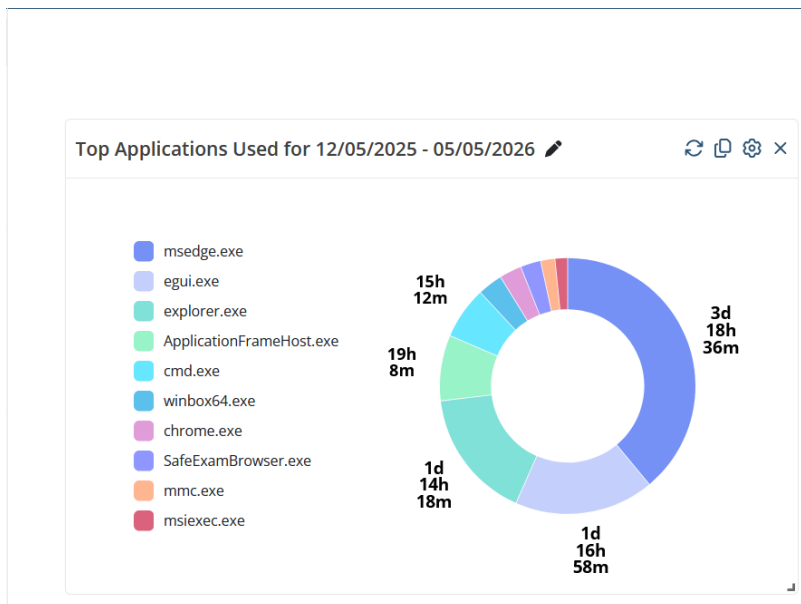 Top Applications Used for 12/05/2025 - 05/05/2026
msedge.exe
egui.exe
explorer.exe
ApplicationFrameHost.exe
cmd.exe
winbox64.exe
chrome.exe
SafeExamBrowser.exe
mmc.exe
msiexec.exe
15h
12m
19h
8m
1d
14h
18m
1d
16h
58m
3d
18h
36m